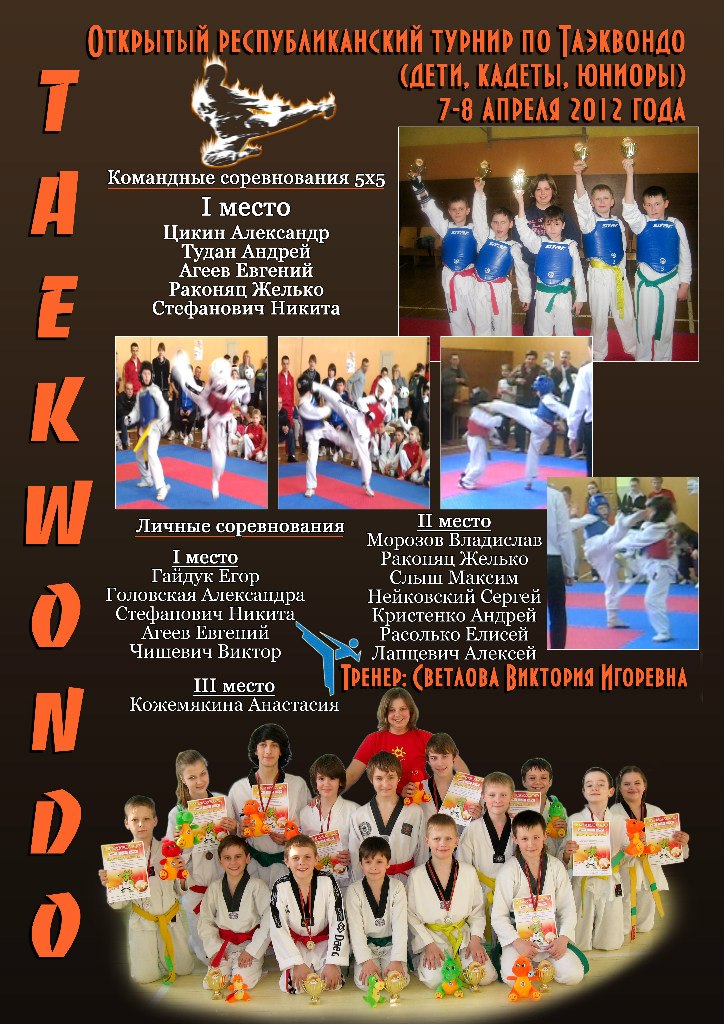 Открытый республиканский турнир по Таэквондо
(дети, кадеты, юниоры)
7-8 апреля 2012 года
TAEKWONDO
Командные соревнования 5x5
I место
Цикин Александр
Тудан Андрей
Агеев Евгений
Раконяц Желько
Стефанович Никита
Личные соревнования
I место
Гайдук Егор
Головская Александра
Стефанович Никита
Агеев Евгений
Чишевич Виктор
II место
Морозов Владислав
Раконяц Желько
Слыш Максим
Нейковский Сергей
Кристенко Андрей
Расолько Елисей
Лапцевич Алексей
III место
Кожемякина Анастасия
Тренер: Светлова Виктория Игоревна